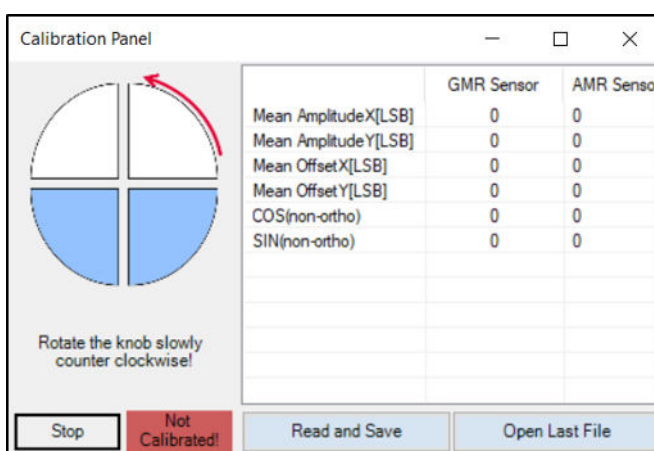 Calibration Panel
GMR Sensor AMR Senso
Mean AmplitudeX[LSB] 0 0
Mean AmplitudeY[LSB] 0 0
Mean OffsetX[LSB] 0 0
Mean OffsetY[LSB] 0 0
COS(non-ortho) 0 0
SIN(non-ortho) 0 0
Rotate the knob slowly
counter clockwise!
Stop
Not
Calibrated!
Read and Save
Open Last File